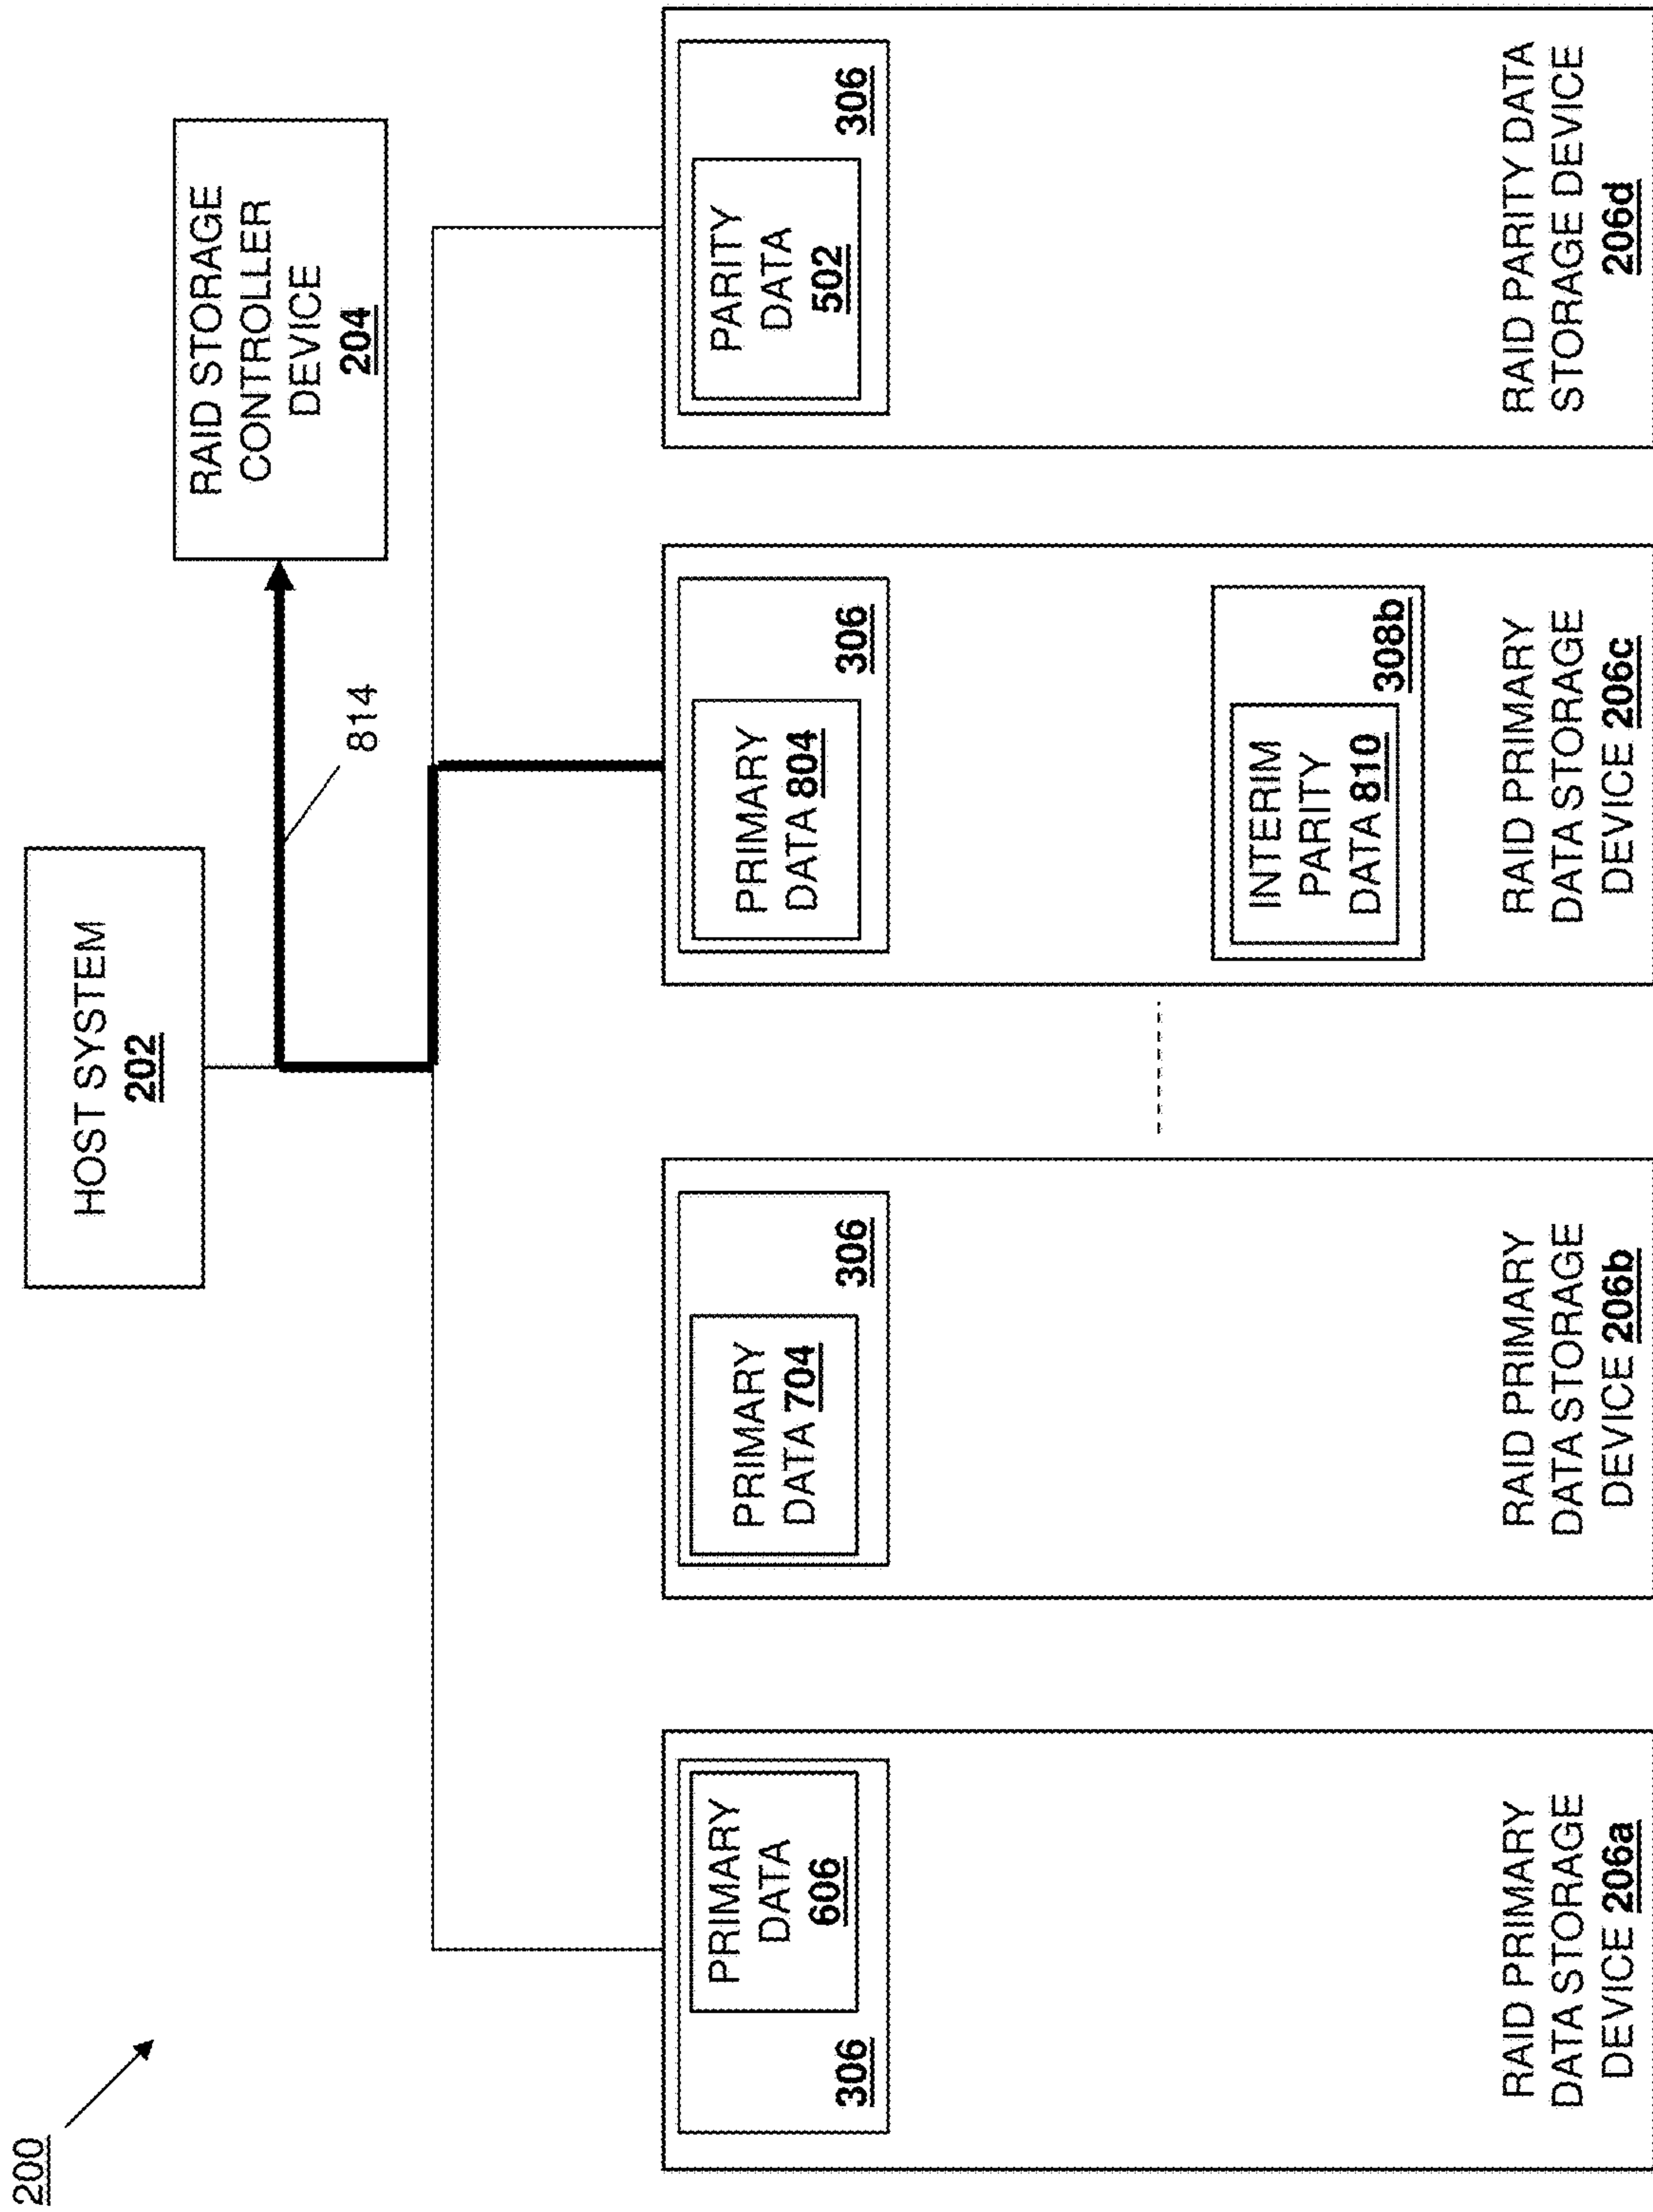 200
HOST SYSTEM
202
RAID STORAGE
CONTROLLER
DEVICE
204
814
PRIMARY
DATA
606
306
RAID PRIMARY
DATA STORAGE
DEVICE 206a
PRIMARY
DATA 704
306
RAID PRIMARY
DATA STORAGE
DEVICE 206b
PRIMARY
DATA 804
306
INTERIM
PARITY
DATA 810
308b
RAID PRIMARY
DATA STORAGE
DEVICE 206c
PARITY
DATA
502
306
RAID PARITY DATA
STORAGE DEVICE
206d